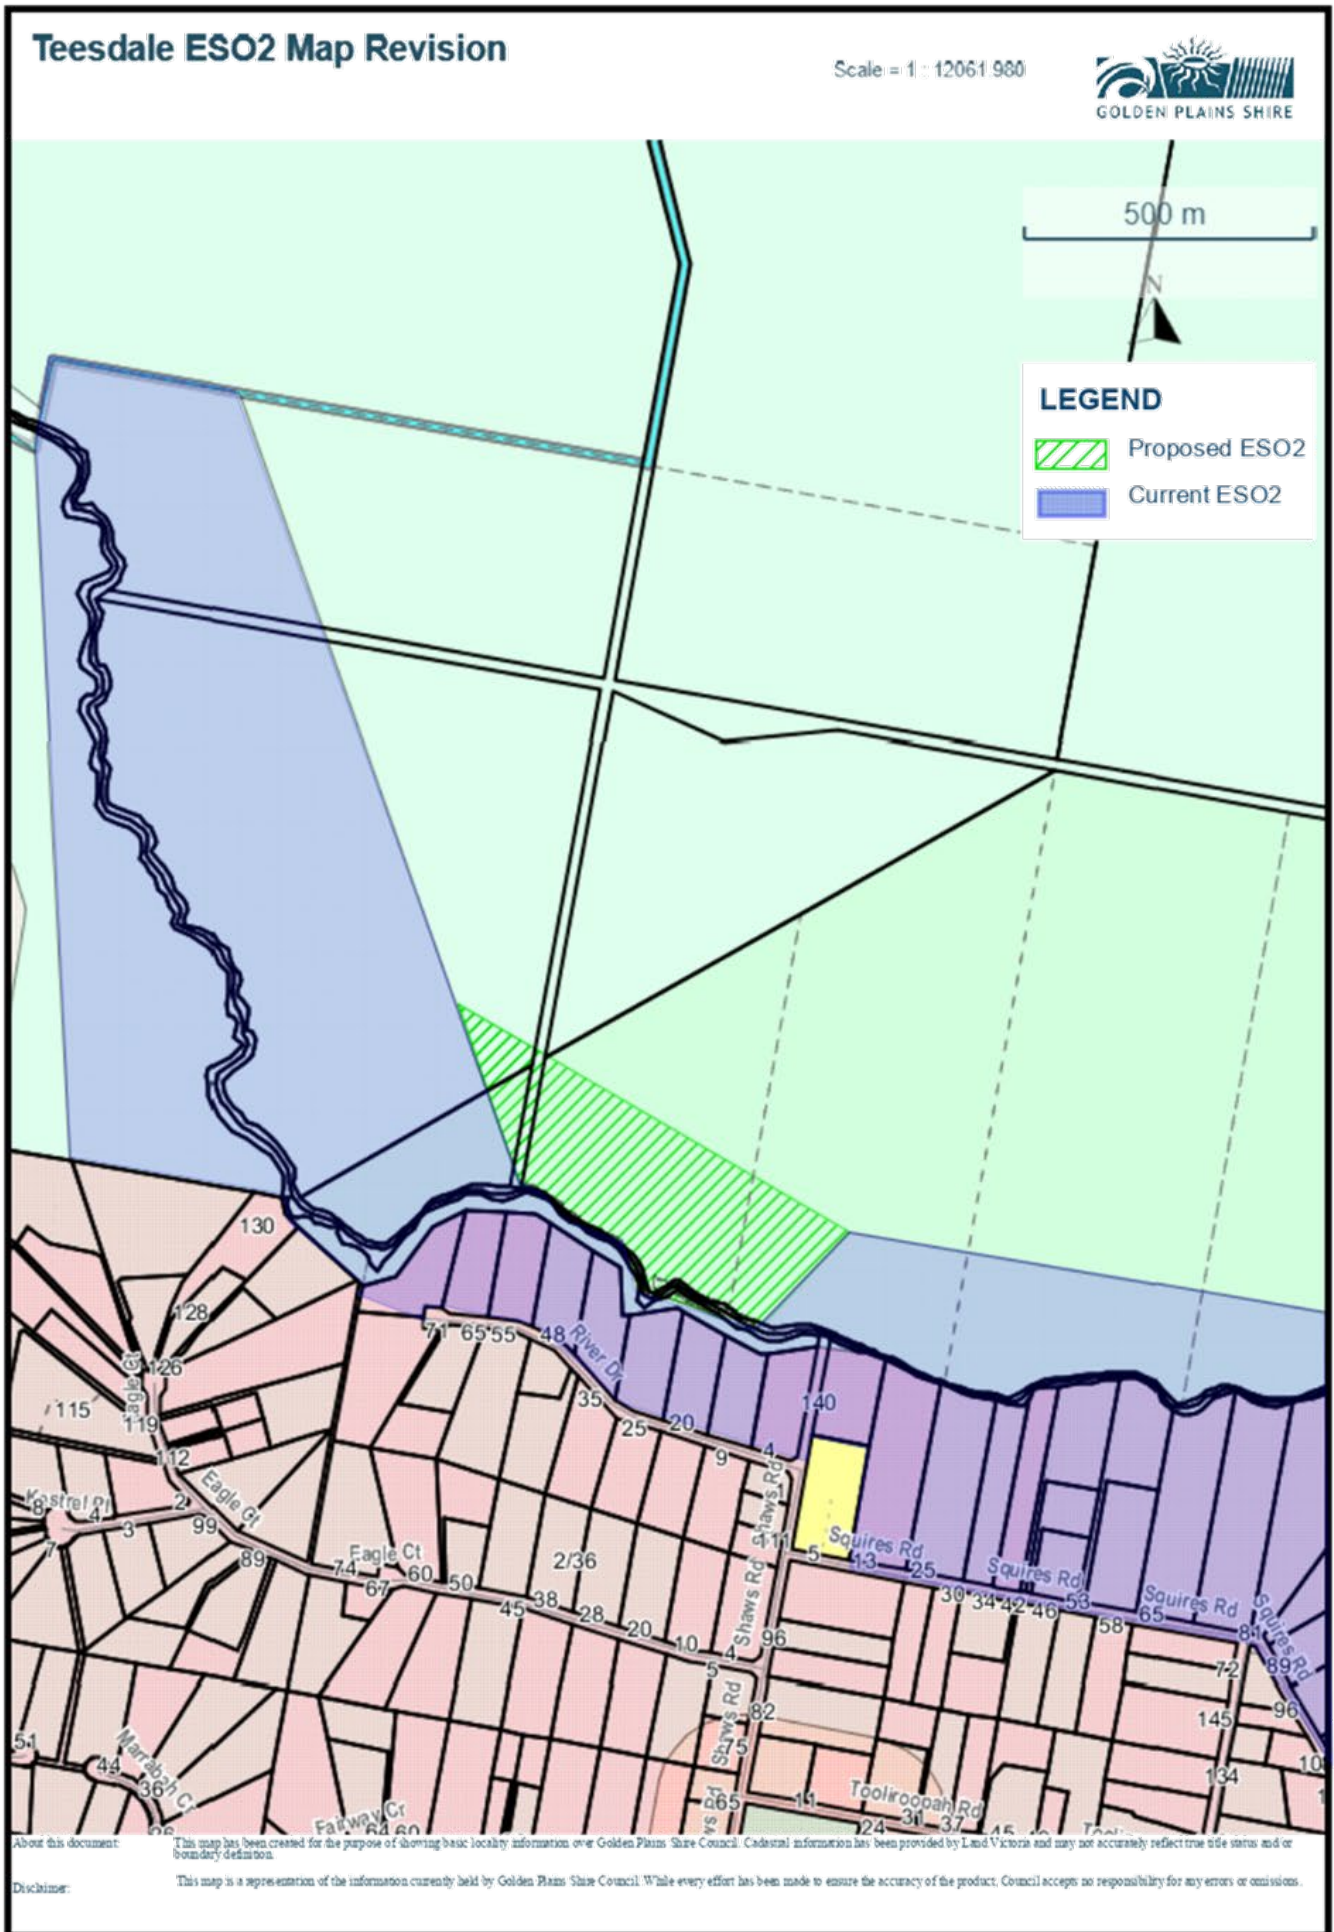 Teesdale ESO2 Map Revision
Scale = 1 : 12061.980
GOLDEN PLAINS SHIRE
500 m
N
LEGEND
Proposed ESO2
Current ESO2
130
128
126
Eagle Ct
115
119
112
Kestrel Pl
8
4
3
7
2
99
Eagle Ct
89
71
65
55
48
River Dr
35
25
20
9
4
140
1
Shaws Rd
111
5
Squires Rd
13
25
30
34
42
46
Squires Rd
53
58
65
Squires Rd
81
Squires Rd
89
96
74
Eagle Ct
67
60
50
2/36
45
38
28
20
10
4
5
Shaws Rd
96
82
Shaws Rd
75
65
11
Tooliroopah Rd
31
24
37
72
145
134
10
51
44
Marrabah Cr
36
Fairway Cr
64
60
About this document:
This map has been created for the purpose of showing basic locality information over Golden Plains Shire Council. Cadastral information has been provided by Land Victoria and may not accurately reflect true title status and/or
boundary definition.
Disclaimer:
This map is a representation of the information currently held by Golden Plains Shire Council. While every effort has been made to ensure the accuracy of the product, Council accepts no responsibility for any errors or omissions.